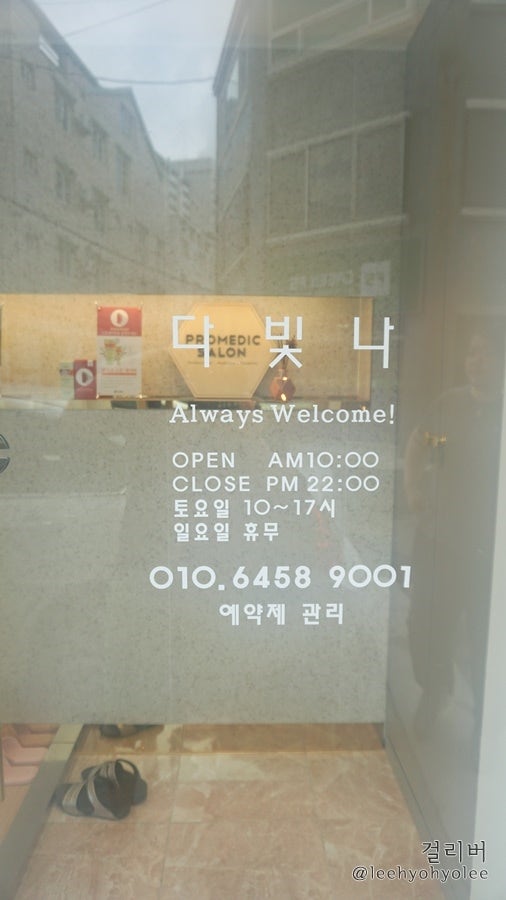 다 빛 나
PROMEDIC
SALON
Always Welcome!
OPEN AM10:00
CLOSE PM 22:00
토요일 10~17시
일요일 휴무
010.6458 9001
예약제 관리
걸리버
@leehyohyolee